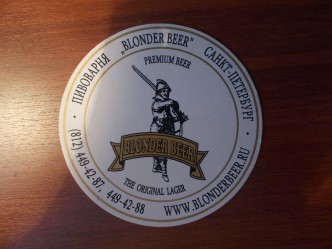 • ПИВОВАРНЯ „BLONDER BEER” САНКТ-ПЕТЕРБУРГ •
PREMIUM BEER
BLONDER BEER
THE ORIGINAL LAGER
(812) 449-42-87, 449-42-88 WWW.BLONDERBEER.RU